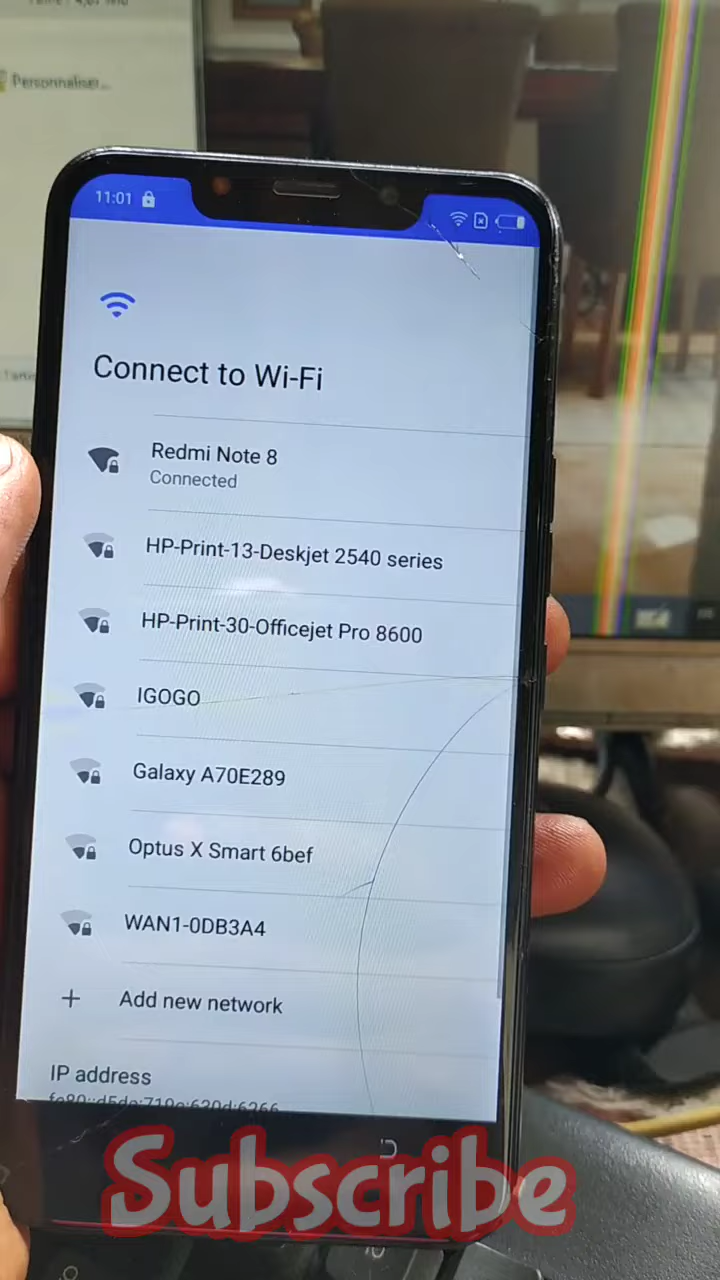 Personnaliser...
11:01
Connect to Wi-Fi
Redmi Note 8
Connected
HP-Print-13-Deskjet 2540 series
HP-Print-30-Officejet Pro 8600
IGOGO
Galaxy A70E289
Optus X Smart 6bef
WAN1-0DB3A4
+ Add new network
IP address
Subscribe